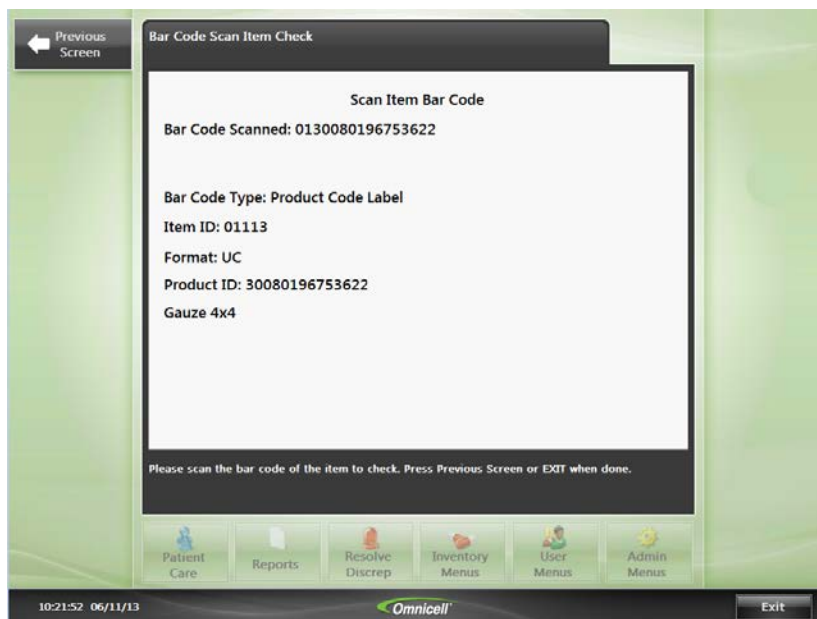 Previous
Screen
Bar Code Scan Item Check
Scan Item Bar Code
Bar Code Scanned: 0130080196753622
Bar Code Type: Product Code Label
Item ID: 01113
Format: UC
Product ID: 30080196753622
Gauze 4x4
Please scan the bar code of the item to check. Press Previous Screen or EXIT when done.
Patient
Care
Reports
Resolve
Discrep
Inventory
Menus
User
Menus
Admin
Menus
10:21:52 06/11/13
Omnicell
Exit